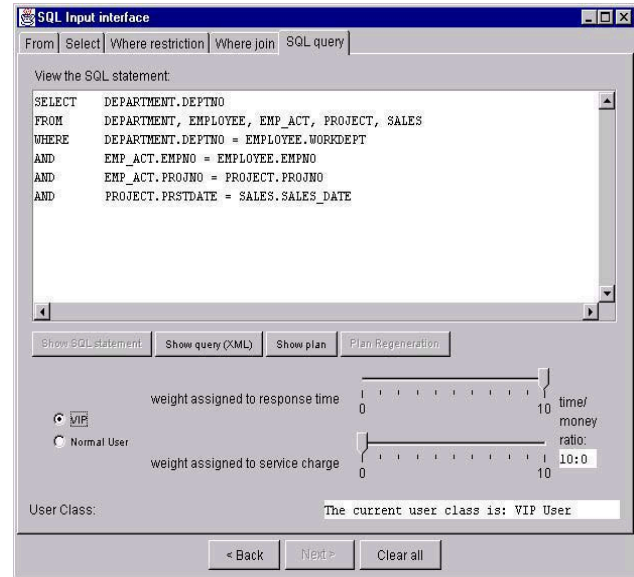 SQL Input interface
From Select Where restriction Where join SQL query
View the SQL statement:
SELECT DEPARTMENT.DEPTNO
FROM DEPARTMENT, EMPLOYEE, EMP_ACT, PROJECT, SALES
WHERE DEPARTMENT.DEPTNO = EMPLOYEE.WORKDEPT
AND EMP_ACT.EMPNO = EMPLOYEE.EMPNO
AND EMP_ACT.PROJNO = PROJECT.PROJNO
AND PROJECT.PRSTDATE = SALES.SALES_DATE
Show SQL statement Show query (XML) Show plan Plan Regeneration
weight assigned to response time
0 10
time/
money
ratio:
10:0
VIP
Normal User
weight assigned to service charge
0 10
User Class: The current user class is: VIP User
< Back Next > Clear all